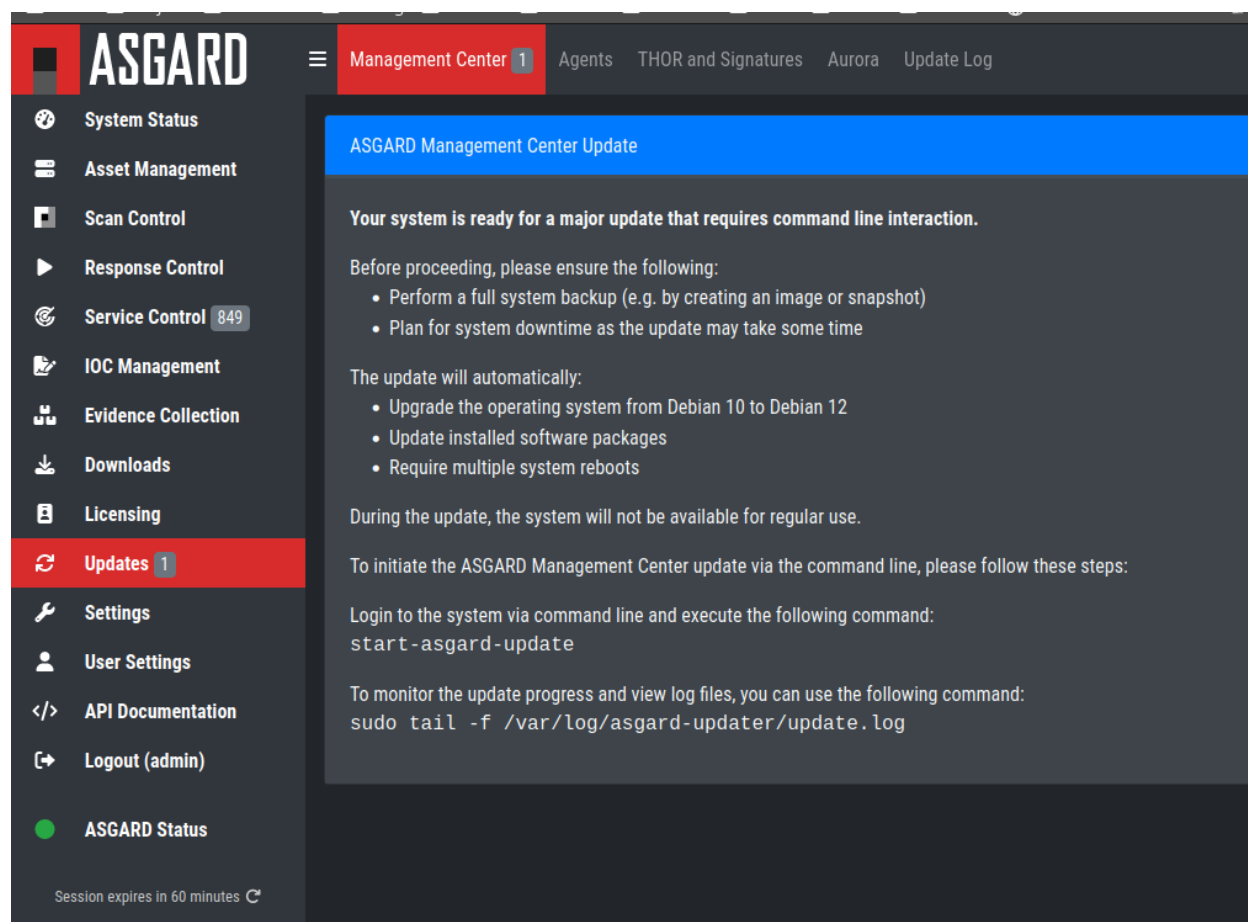 ASGARD
Management Center 1
Agents
THOR and Signatures
Aurora
Update Log
System Status
Asset Management
Scan Control
Response Control
Service Control 849
IOC Management
Evidence Collection
Downloads
Licensing
Updates 1
Settings
User Settings
API Documentation
Logout (admin)
ASGARD Status
Session expires in 60 minutes
ASGARD Management Center Update
Your system is ready for a major update that requires command line interaction.
Before proceeding, please ensure the following:
• Perform a full system backup (e.g. by creating an image or snapshot)
• Plan for system downtime as the update may take some time
The update will automatically:
• Upgrade the operating system from Debian 10 to Debian 12
• Update installed software packages
• Require multiple system reboots
During the update, the system will not be available for regular use.
To initiate the ASGARD Management Center update via the command line, please follow these steps:
Login to the system via command line and execute the following command:
start-asgard-update
To monitor the update progress and view log files, you can use the following command:
sudo tail -f /var/log/asgard-updater/update.log